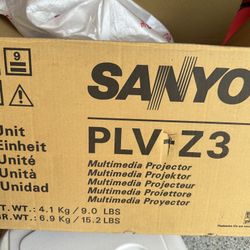 9
SANYO
Unit
Einheit
Unité
Unità
Unidad
PLV-Z3
Multimedia Projector
Multimedia Projektor
Multimedia Projecteur
Multimedia Proiettore
Multimedia Proyector
T. WT. 4.1 Kg / 9.0 LBS
GR. WT. 6.9 Kg / 15.2 LBS